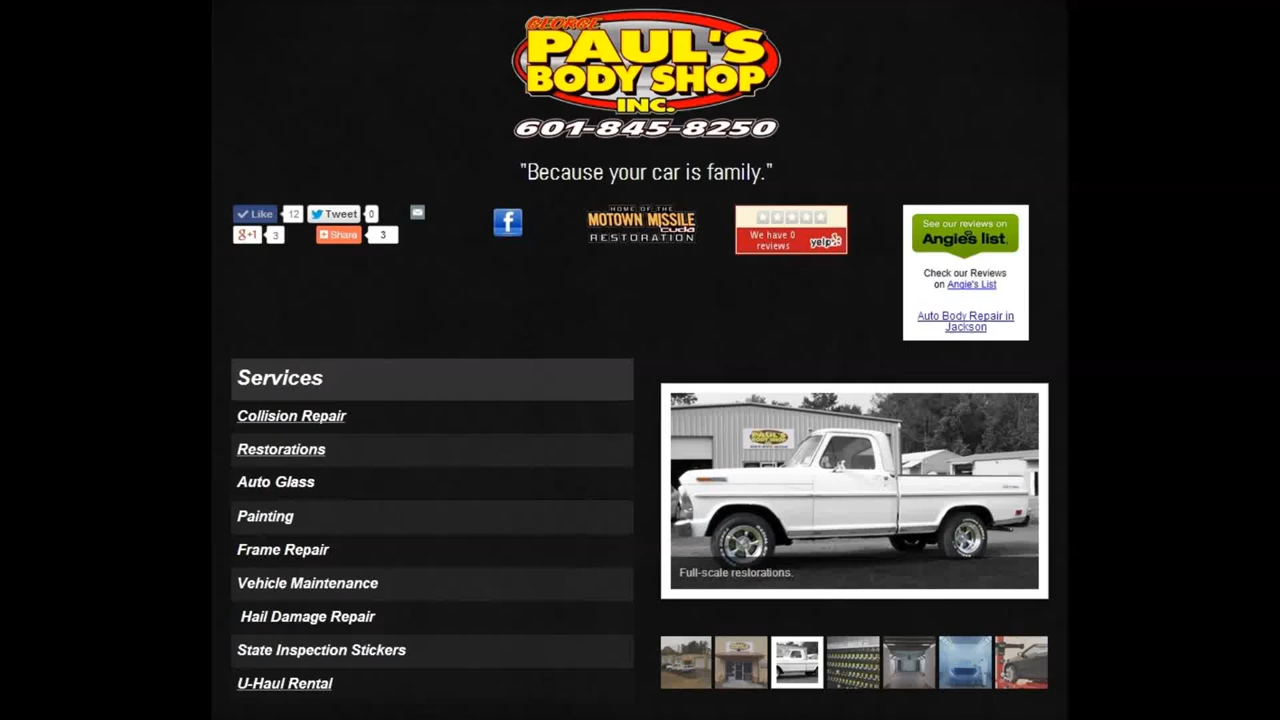 GEORGE
PAUL'S
BODY SHOP
INC.
601-845-8250
"Because your car is family."
Like 12 Tweet 0
g+1 3 Share 3
f
HOME OF THE
MOTOWN MISSILE
cuda
RESTORATION
We have 0
reviews yelp
See our reviews on
Angie's list.
Check our Reviews
on Angie's List
Auto Body Repair in
Jackson
Services
Collision Repair
Restorations
Auto Glass
Painting
Frame Repair
Vehicle Maintenance
Hail Damage Repair
State Inspection Stickers
U-Haul Rental
PAUL'S
BODY SHOP
Full-scale restorations.